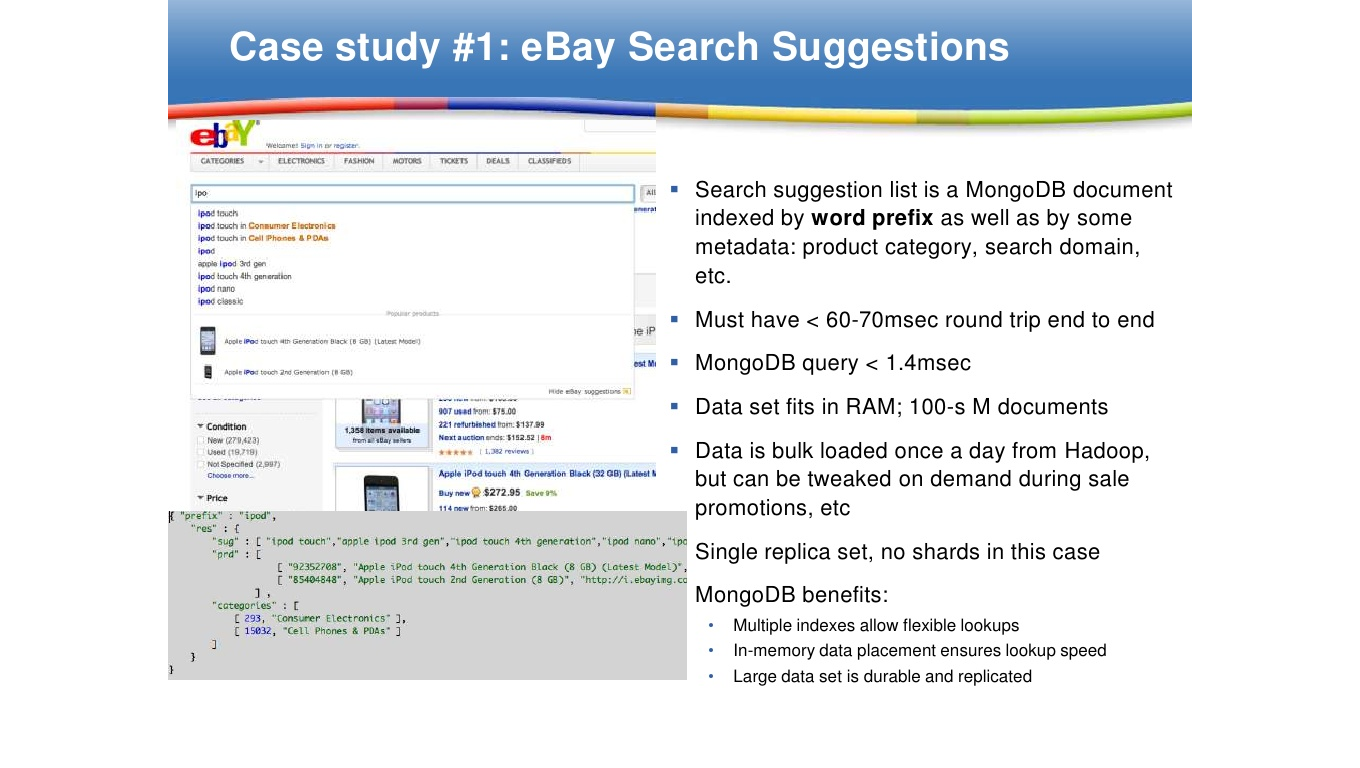 Case study #1: eBay Search Suggestions
ebaY
Welcome! Sign in or register.
CATEGORIES ELECTRONICS FASHION MOTORS TICKETS DEALS CLASSIFIEDS
ipo
All
ipod touch
ipod touch in Consumer Electronics
ipod touch in Cell Phones & PDAs
ipod
apple ipod 3rd gen
ipod touch 4th generation
ipod nano
ipod classic
Popular products
Apple iPod touch 4th Generation Black (8 GB) (Latest Model)
Apple iPod touch 2nd Generation (8 GB)
Hide eBay suggestions
Condition
New (279,423)
Used (19,719)
Not Specified (2,997)
Choose more...
Price
1,358 items available
from all eBay sellers
907 used from: $75.00
221 refurbished from: $137.99
Next auction ends: $152.52 | 8m
( 1,382 reviews )
Apple iPod touch 4th Generation Black (32 GB) (Latest M
Buy new $272.95 Save 9%
114 new from: $265.00
{ "prefix" : "ipod",
"res" : {
"sug" : [ "ipod touch","apple ipod 3rd gen","ipod touch 4th generation","ipod nano","ipo
"prd" : [
[ "92352708", "Apple iPod touch 4th Generation Black (8 GB) (Latest Model)",
[ "85404848", "Apple iPod touch 2nd Generation (8 GB)", "http://i.ebayimg.co
] ,
"categories" : [
[ 293, "Consumer Electronics" ],
[ 15032, "Cell Phones & PDAs" ]
]
}
}
Search suggestion list is a MongoDB document
indexed by word prefix as well as by some
metadata: product category, search domain,
etc.
Must have < 60-70msec round trip end to end
MongoDB query < 1.4msec
Data set fits in RAM; 100-s M documents
Data is bulk loaded once a day from Hadoop,
but can be tweaked on demand during sale
promotions, etc
Single replica set, no shards in this case
MongoDB benefits:
Multiple indexes allow flexible lookups
In-memory data placement ensures lookup speed
Large data set is durable and replicated